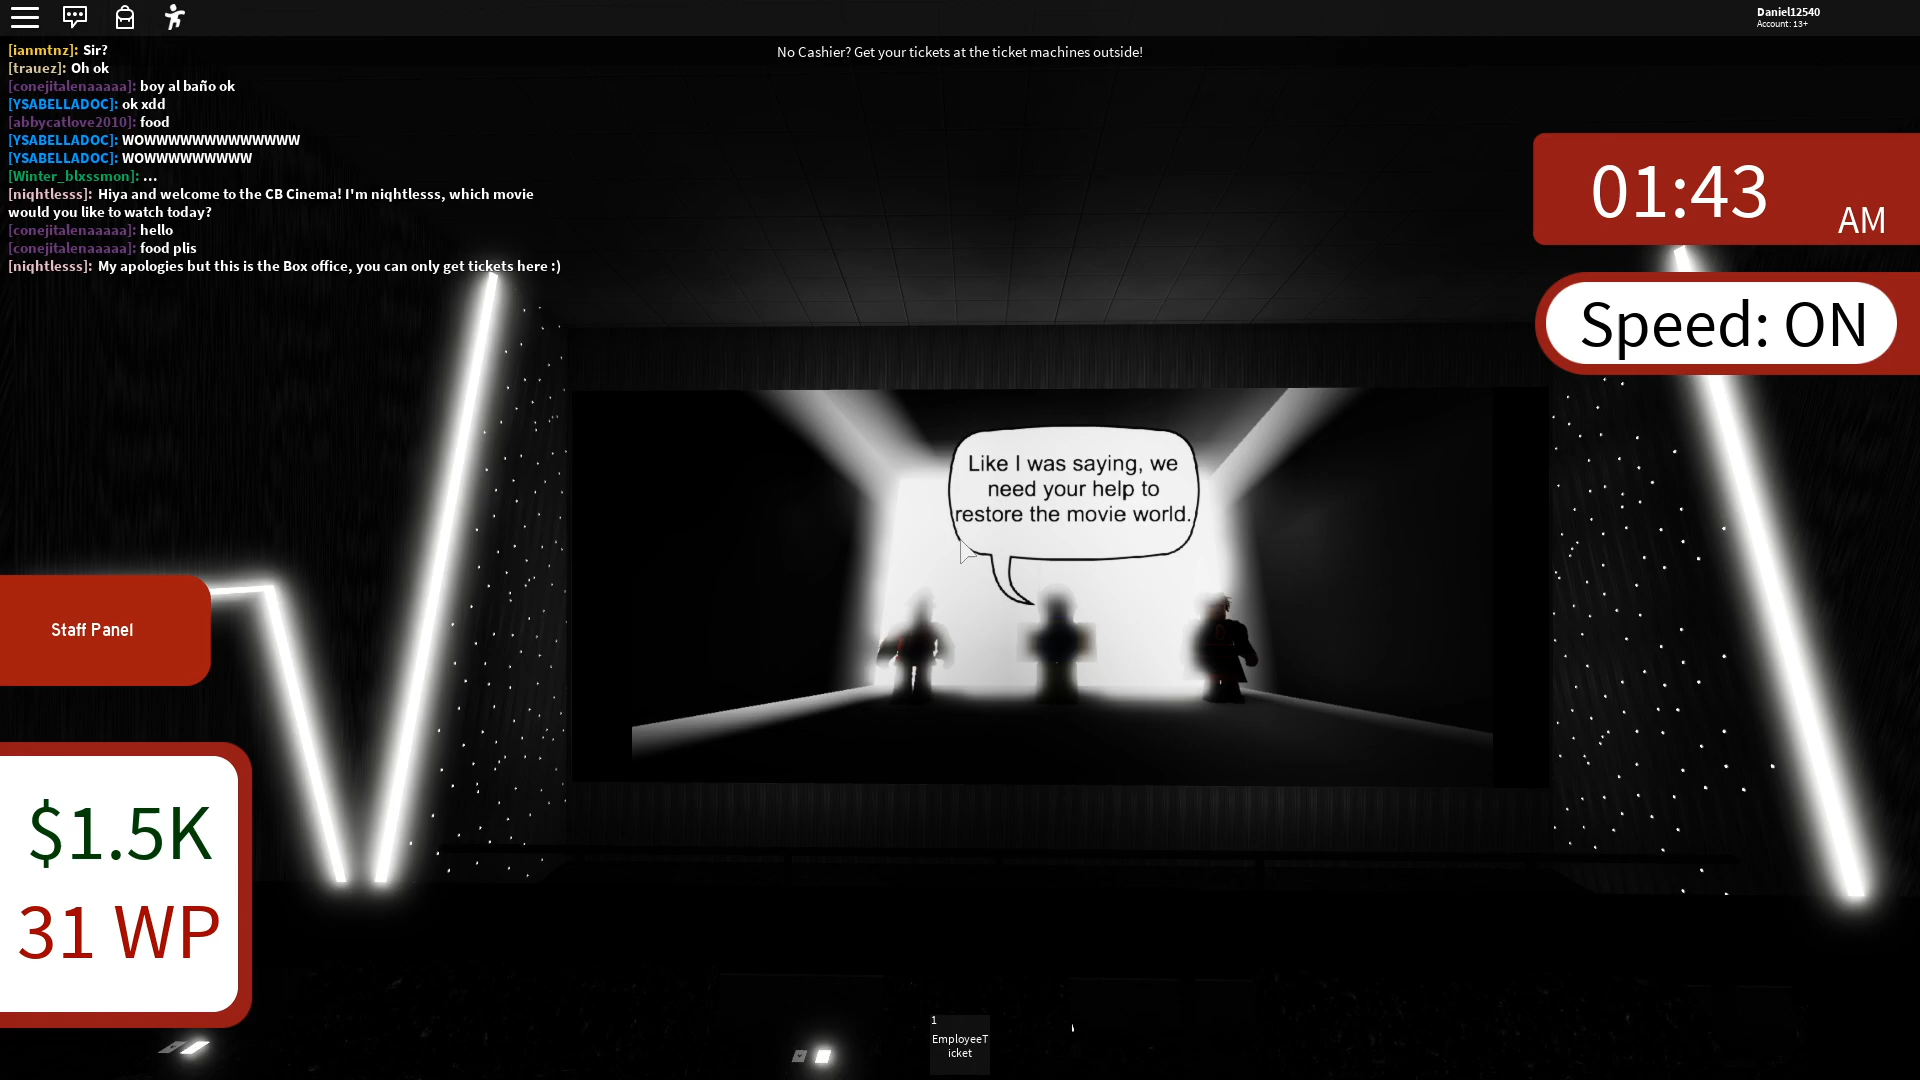 Daniel12540
Account: 13+
No Cashier? Get your tickets at the ticket machines outside!
[ianmtnz]: Sir?
[trauez]: Oh ok
[conejitalenaaaaa]: boy al baño ok
[YSABELLADOC]: ok xdd
[abbycatlove2010]: food
[YSABELLADOC]: WOWWWWWWWWWWWWWW
[YSABELLADOC]: WOWWWWWWWWWW
[Winter_blxssmon]: ...
[niqhtlesss]: Hiya and welcome to the CB Cinema! I'm niqhtlesss, which movie
would you like to watch today?
[conejitalenaaaaa]: hello
[conejitalenaaaaa]: food plis
[niqhtlesss]: My apologies but this is the Box office, you can only get tickets here :)
01:43
AM
Speed: ON
Like I was saying, we
need your help to
restore the movie world.
Staff Panel
$1.5K
31 WP
1
EmployeeT
icket